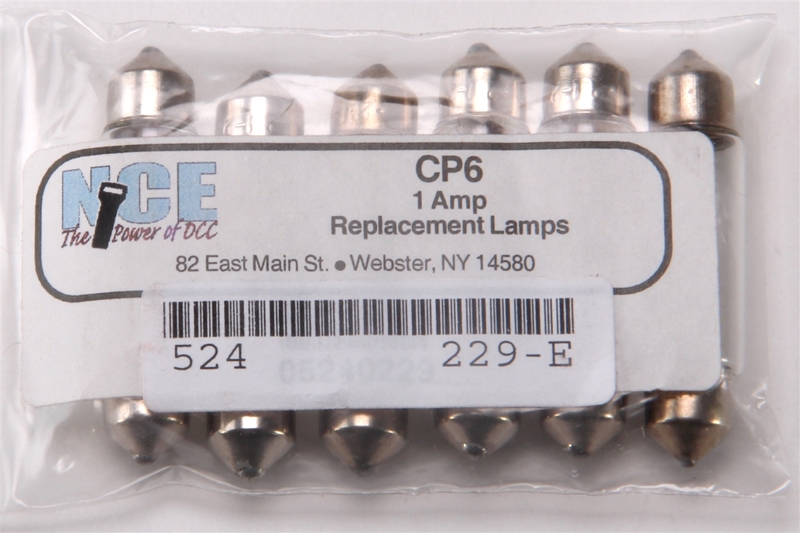 NCE
The Power of DCC
CP6
1 Amp
Replacement Lamps
82 East Main St. ● Webster, NY 14580
524 229-E
05240229